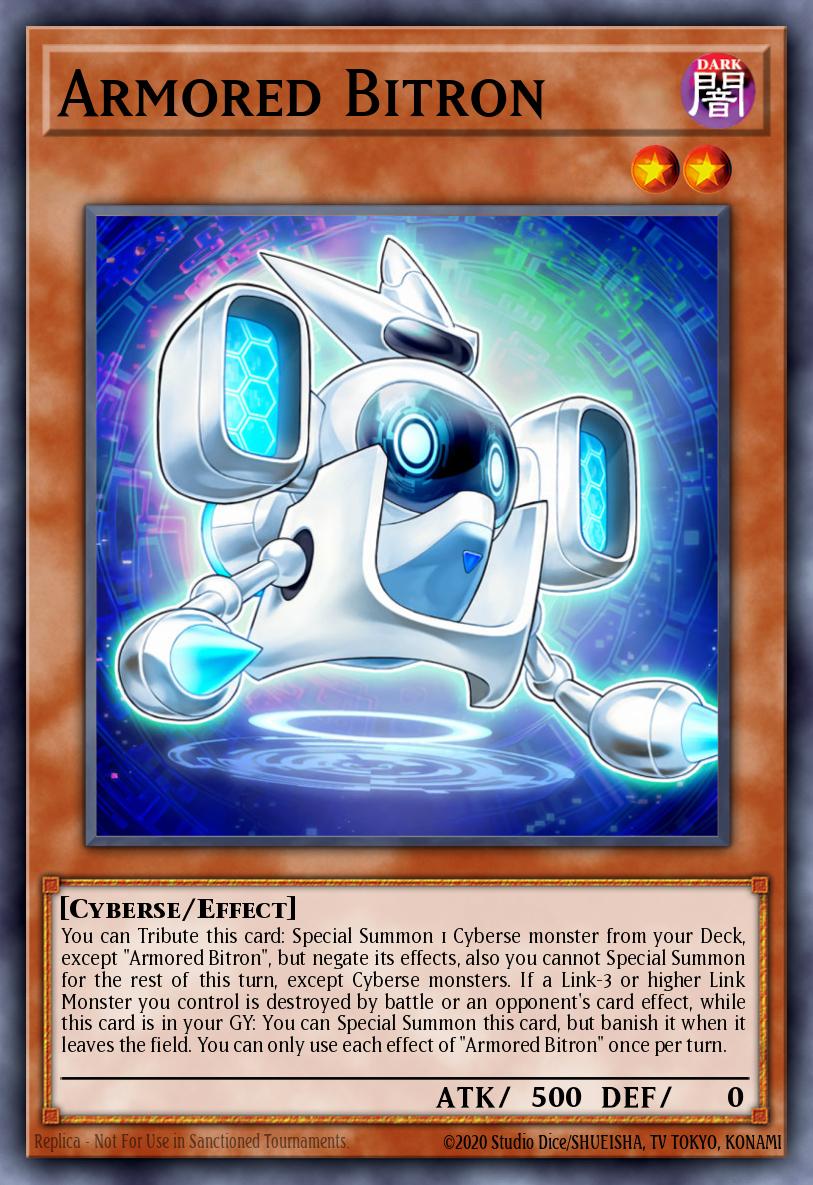 Armored Bitron
DARK
闇
[Cyberse/Effect]
You can Tribute this card: Special Summon 1 Cyberse monster from your Deck,
except "Armored Bitron", but negate its effects, also you cannot Special Summon
for the rest of this turn, except Cyberse monsters. If a Link-3 or higher Link
Monster you control is destroyed by battle or an opponent's card effect, while
this card is in your GY: You can Special Summon this card, but banish it when it
leaves the field. You can only use each effect of "Armored Bitron" once per turn.
ATK/ 500 DEF/ 0
Replica - Not For Use in Sanctioned Tournaments.
©2020 Studio Dice/SHUEISHA, TV TOKYO, KONAMI